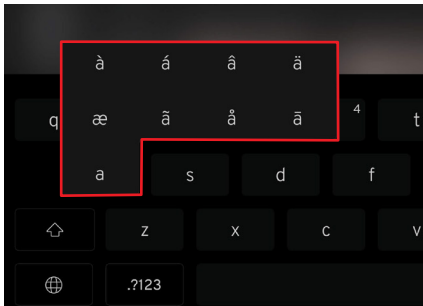 à á â ä
q æ ã å ā 4 t
a s d f
z x c v
.?123